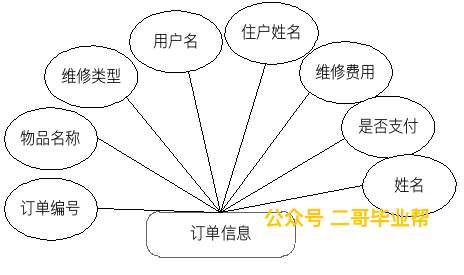 用户名
住户姓名
维修类型
维修费用
物品名称
是否支付
订单编号
姓名
公众号 二哥毕业帮
订单信息